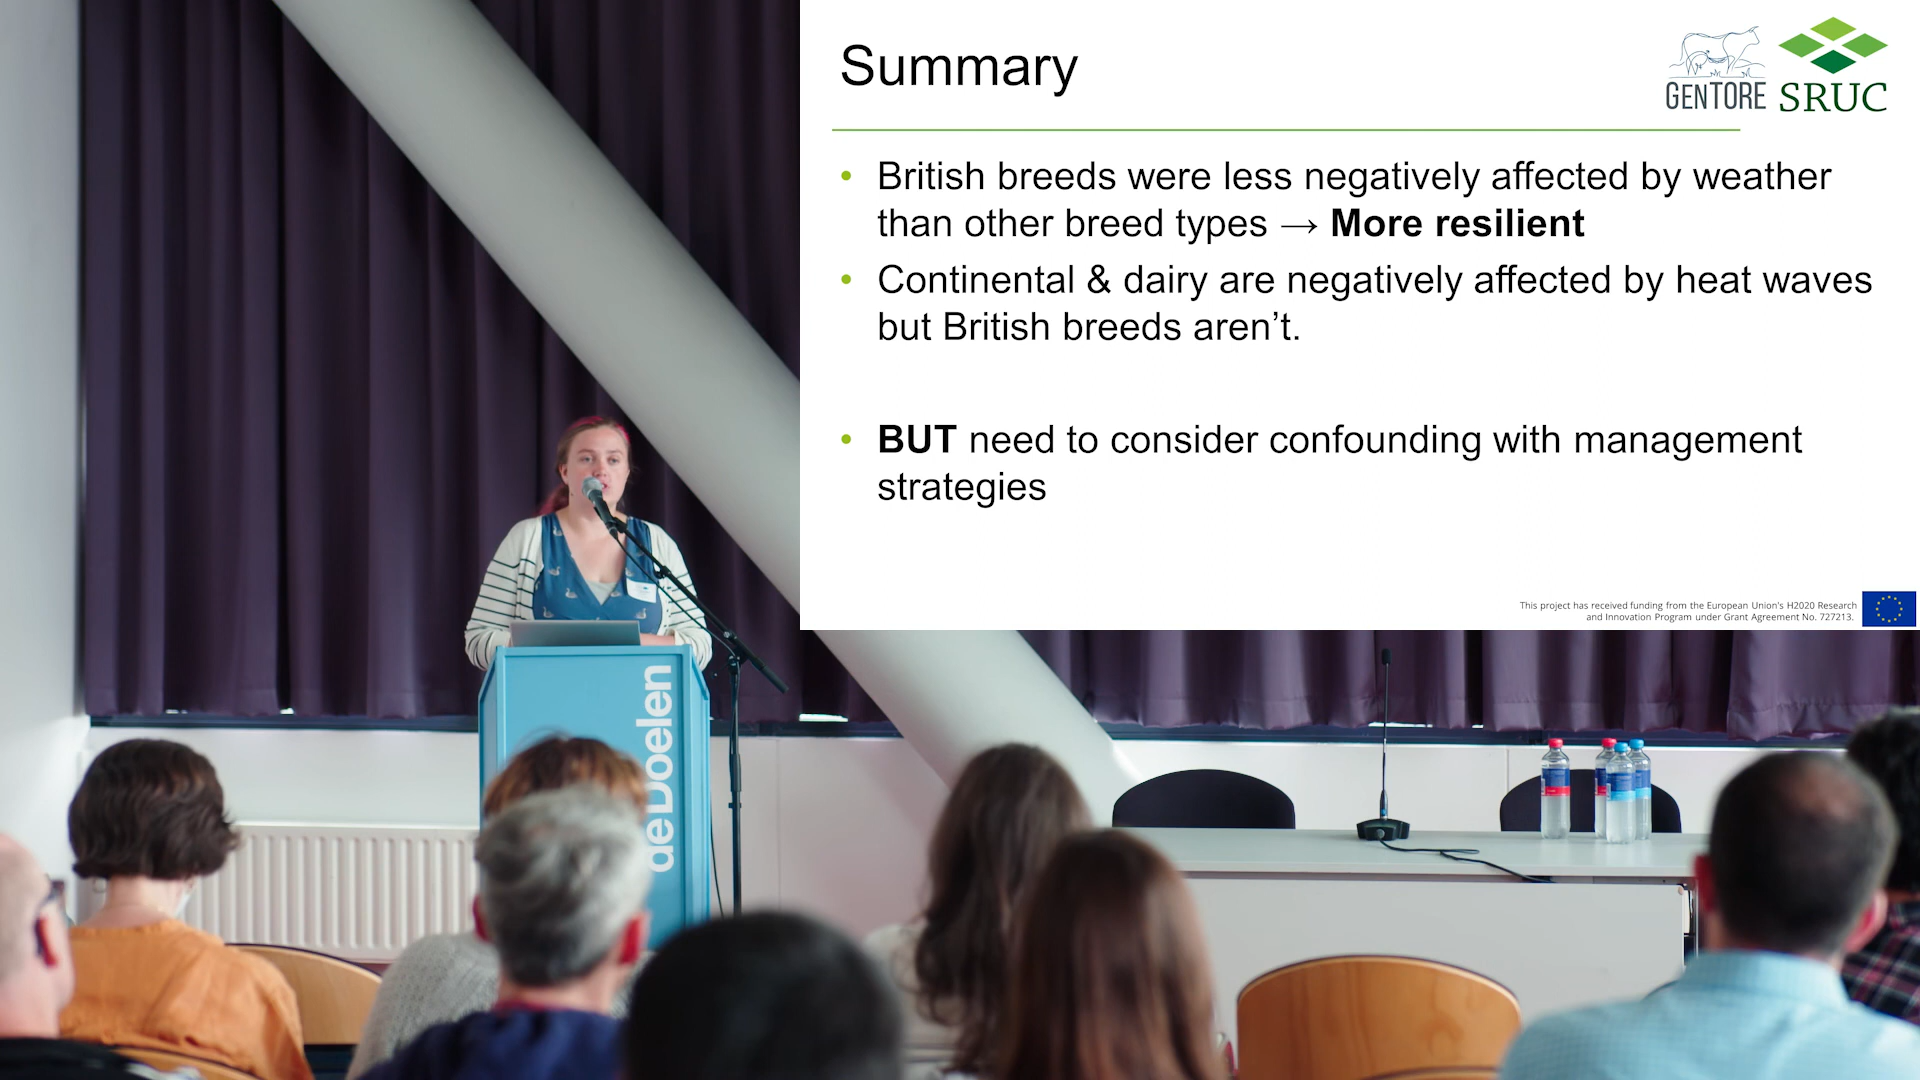 Summary
GENTORE
SRUC
• British breeds were less negatively affected by weather
than other breed types → More resilient
• Continental & dairy are negatively affected by heat waves
but British breeds aren’t.
• BUT need to consider confounding with management
strategies
This project has received funding from the European Union's H2020 Research
and Innovation Program under Grant Agreement No. 727213.
de Doelen